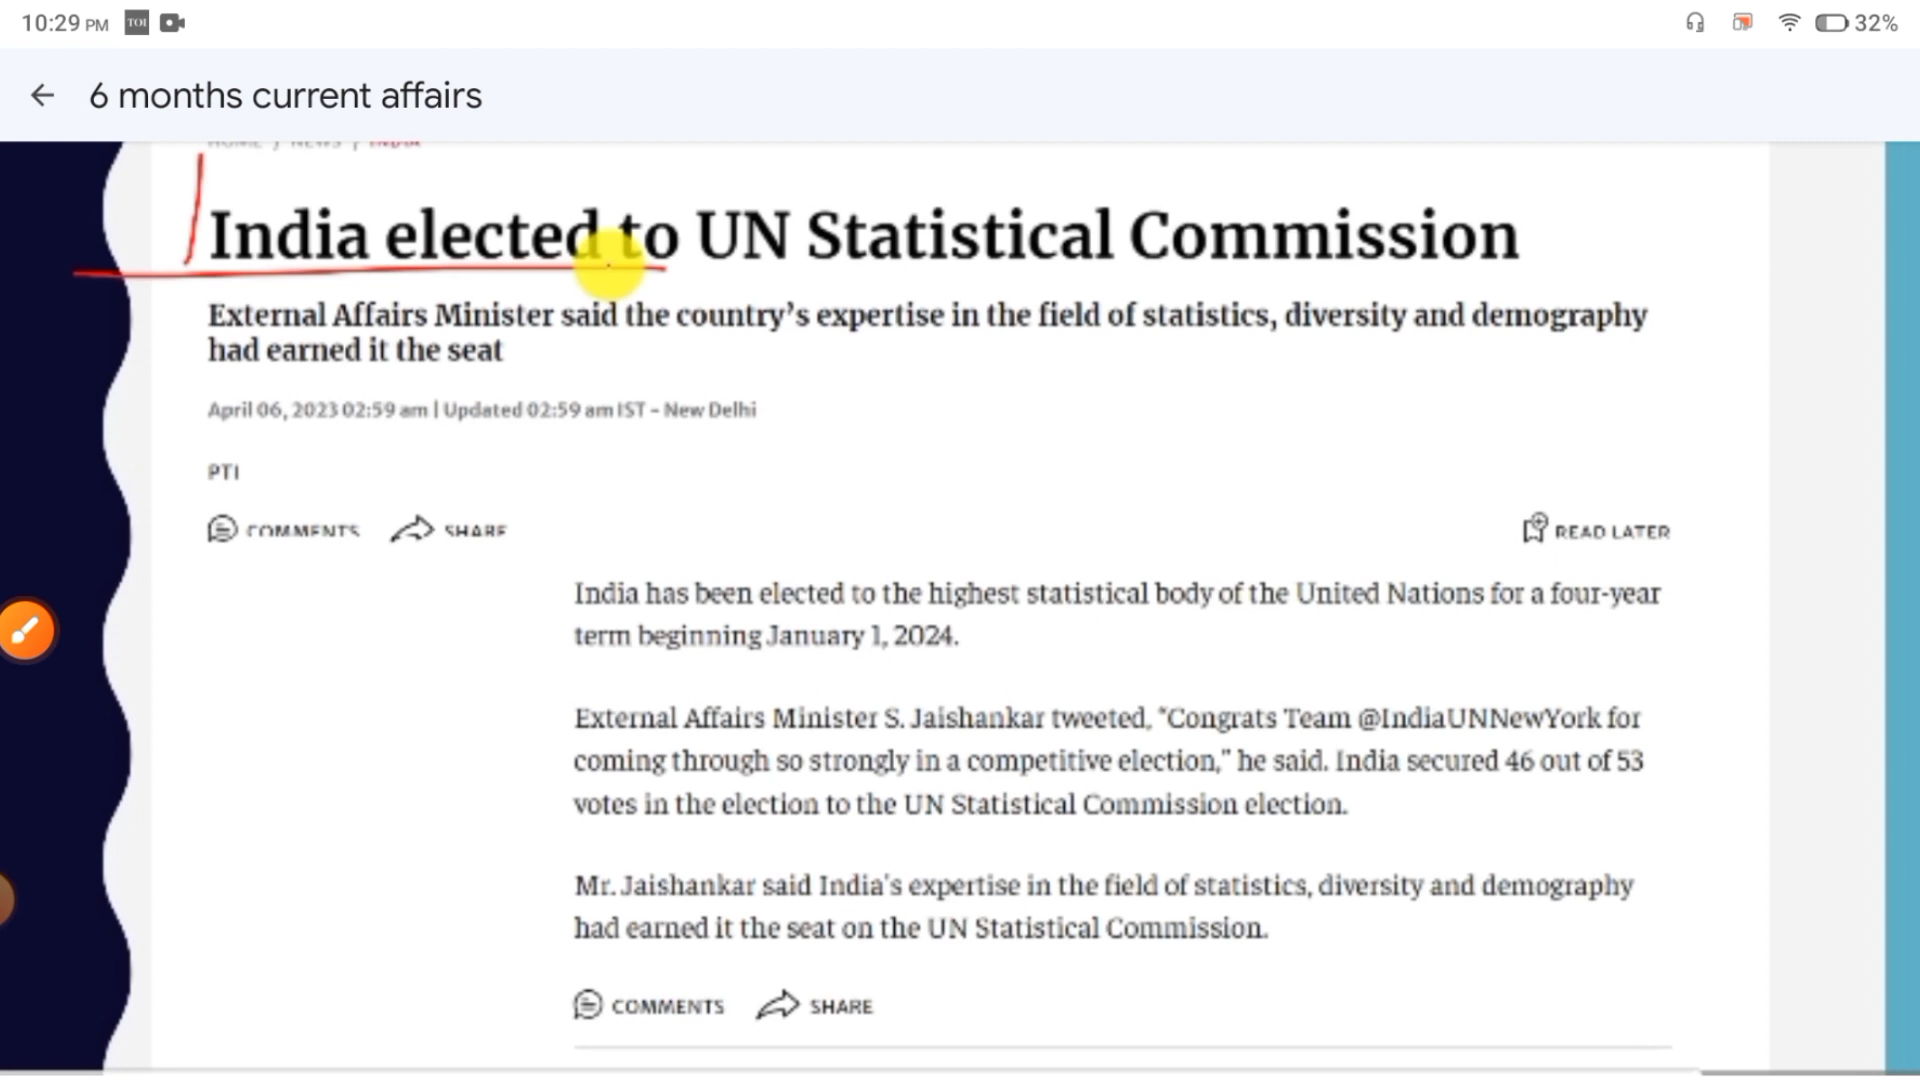 10:29 PM TOI 32%
6 months current affairs
HOME / NEWS / INDIA
India elected to UN Statistical Commission
External Affairs Minister said the country’s expertise in the field of statistics, diversity and demography
had earned it the seat
April 06, 2023 02:59 am | Updated 02:59 am IST - New Delhi
PTI
COMMENTS SHARE READ LATER
India has been elected to the highest statistical body of the United Nations for a four-year
term beginning January 1, 2024.
External Affairs Minister S. Jaishankar tweeted, “Congrats Team @IndiaUNNewYork for
coming through so strongly in a competitive election,” he said. India secured 46 out of 53
votes in the election to the UN Statistical Commission election.
Mr. Jaishankar said India's expertise in the field of statistics, diversity and demography
had earned it the seat on the UN Statistical Commission.
COMMENTS SHARE